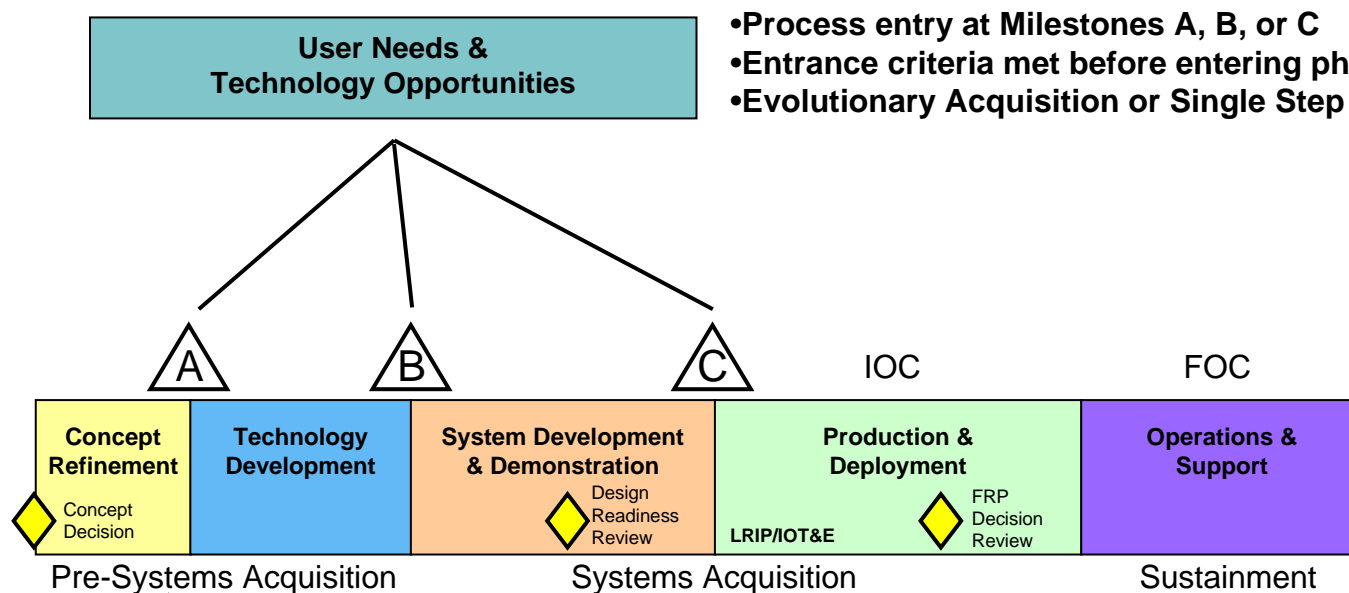 User Needs &
Technology Opportunities
•Process entry at Milestones A, B, or C
•Entrance criteria met before entering
•Evolutionary Acquisition or Single Step
A
B
C
IOC
FOC
Concept
Refinement
Technology
Development
System Development
& Demonstration
Production &
Deployment
Operations &
Support
Concept
Decision
Design
Readiness
Review
LRIP/IOT&E
FRP
Decision
Review
Pre-Systems Acquisition
Systems Acquisition
Sustainment